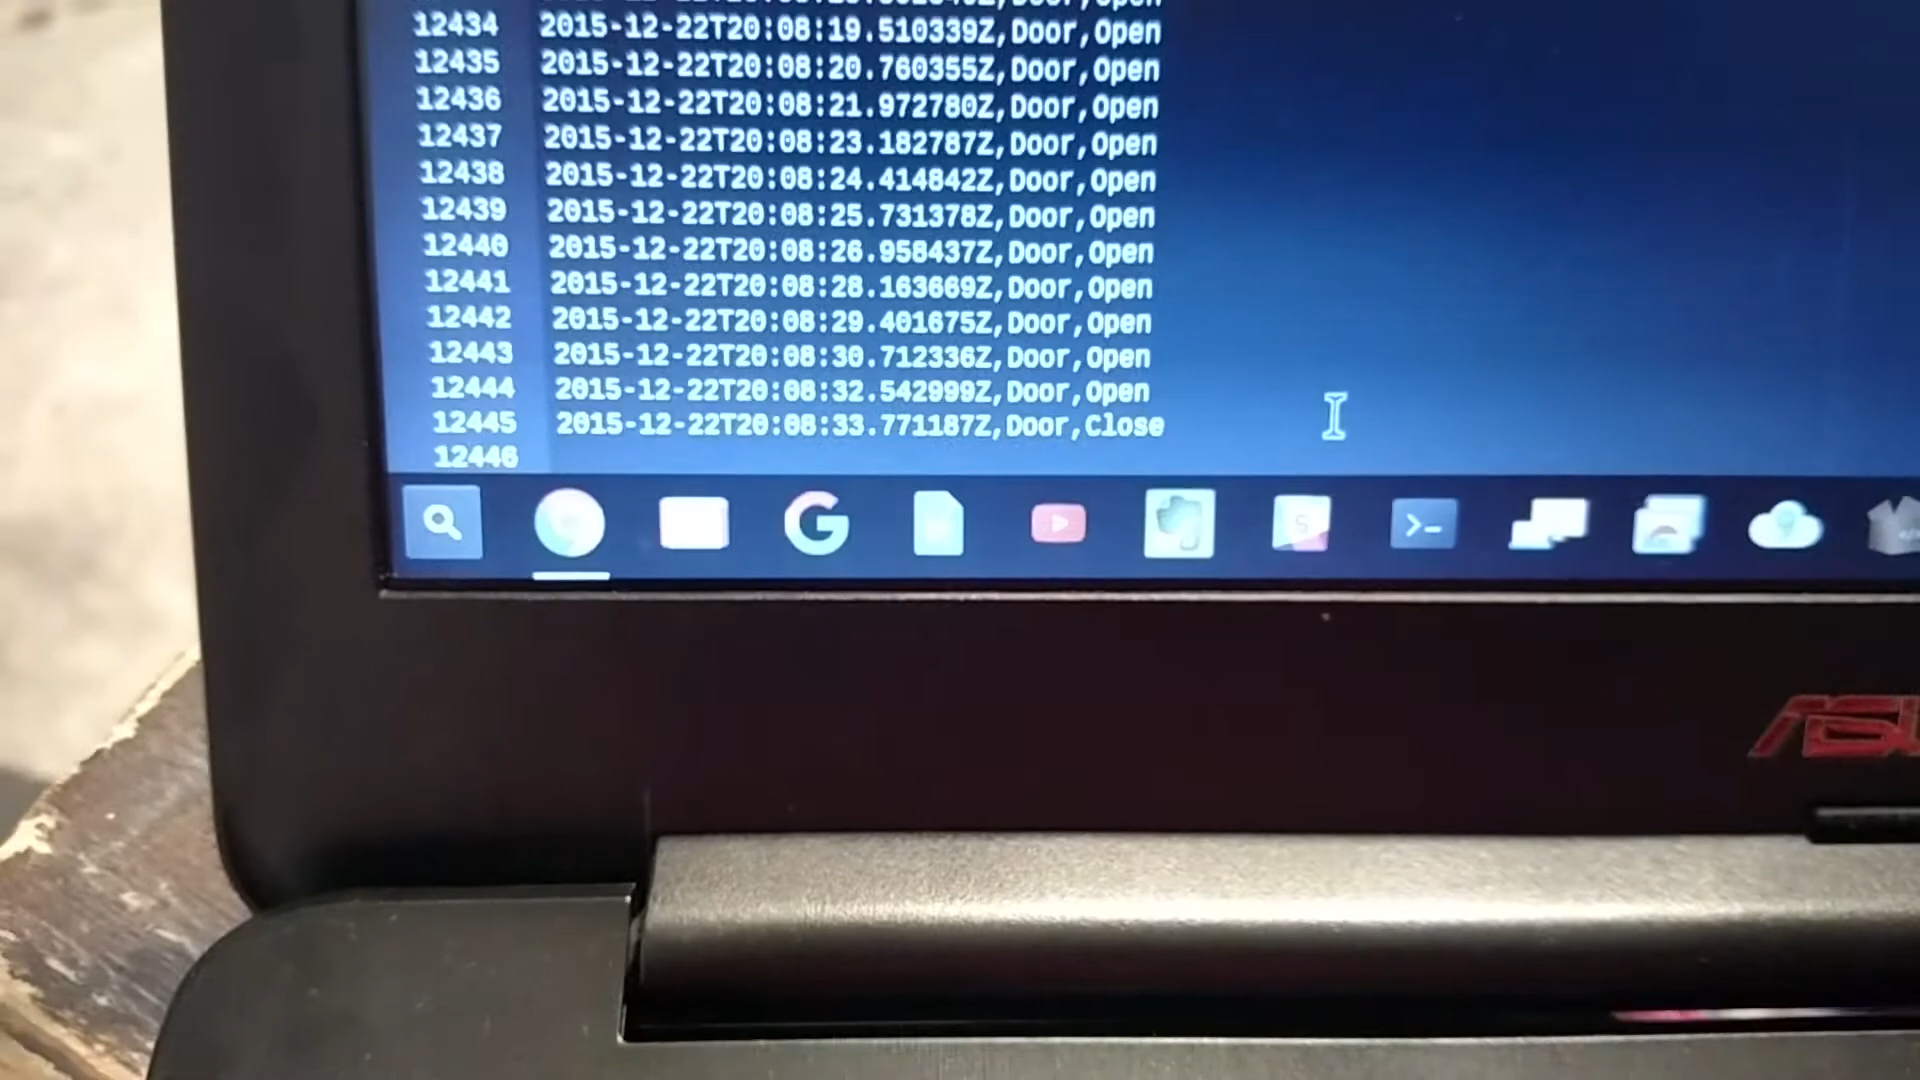 12434 2015-12-22T20:08:19.510339Z,Door,Open
12435 2015-12-22T20:08:20.760355Z,Door,Open
12436 2015-12-22T20:08:21.972780Z,Door,Open
12437 2015-12-22T20:08:23.182787Z,Door,Open
12438 2015-12-22T20:08:24.414842Z,Door,Open
12439 2015-12-22T20:08:25.731378Z,Door,Open
12440 2015-12-22T20:08:26.958437Z,Door,Open
12441 2015-12-22T20:08:28.163669Z,Door,Open
12442 2015-12-22T20:08:29.401675Z,Door,Open
12443 2015-12-22T20:08:30.712336Z,Door,Open
12444 2015-12-22T20:08:32.542999Z,Door,Open
12445 2015-12-22T20:08:33.771187Z,Door,Close
12446
G
S
>_